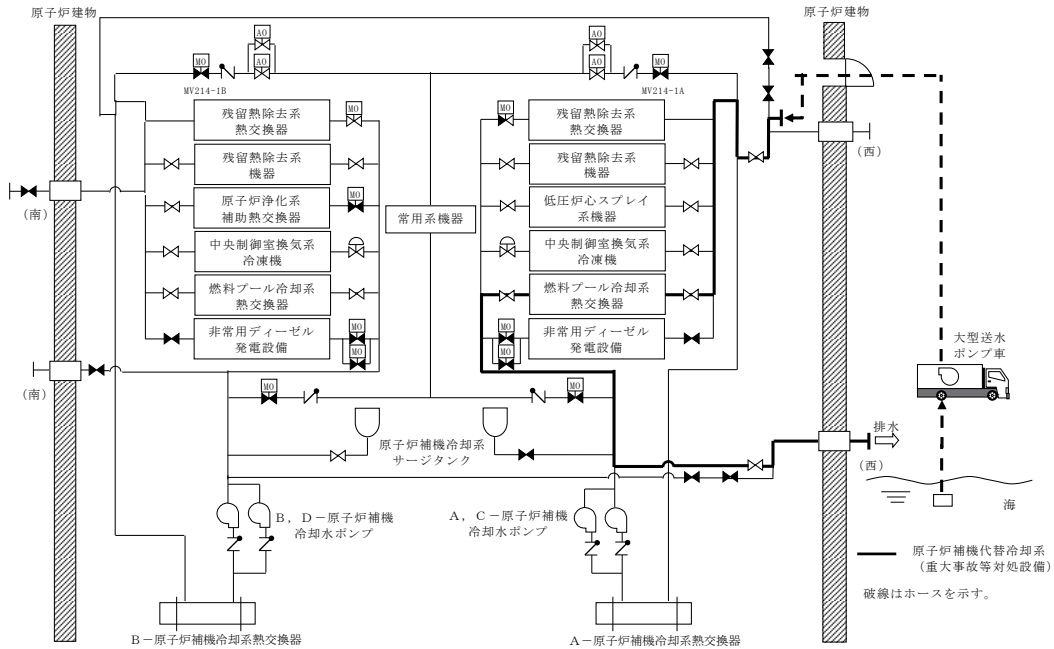 原子炉建物
原子炉建物
AO
AO
MO
AO
AO
MO
MV214-1B
MV214-1A
残留熱除去系
熱交換器
MO
MO
残留熱除去系
熱交換器
残留熱除去系
機器
残留熱除去系
機器
(西)
(南)
原子炉浄化系
補助熱交換器
MO
常用系機器
低圧炉心スプレイ
系機器
中央制御室換気系
冷凍機
中央制御室換気系
冷凍機
燃料プール冷却系
熱交換器
燃料プール冷却系
熱交換器
非常用ディーゼル
発電設備
MO
MO
MO
MO
非常用ディーゼル
発電設備
大型送水
ポンプ車
(南)
MO
MO
原子炉補機冷却系
サージタンク
排水
(西)
海
B，D－原子炉補機
冷却水ポンプ
A，C－原子炉補機
冷却水ポンプ
原子炉補機代替冷却系
（重大事故等対処設備）
破線はホースを示す。
B－原子炉補機冷却系熱交換器
A－原子炉補機冷却系熱交換器